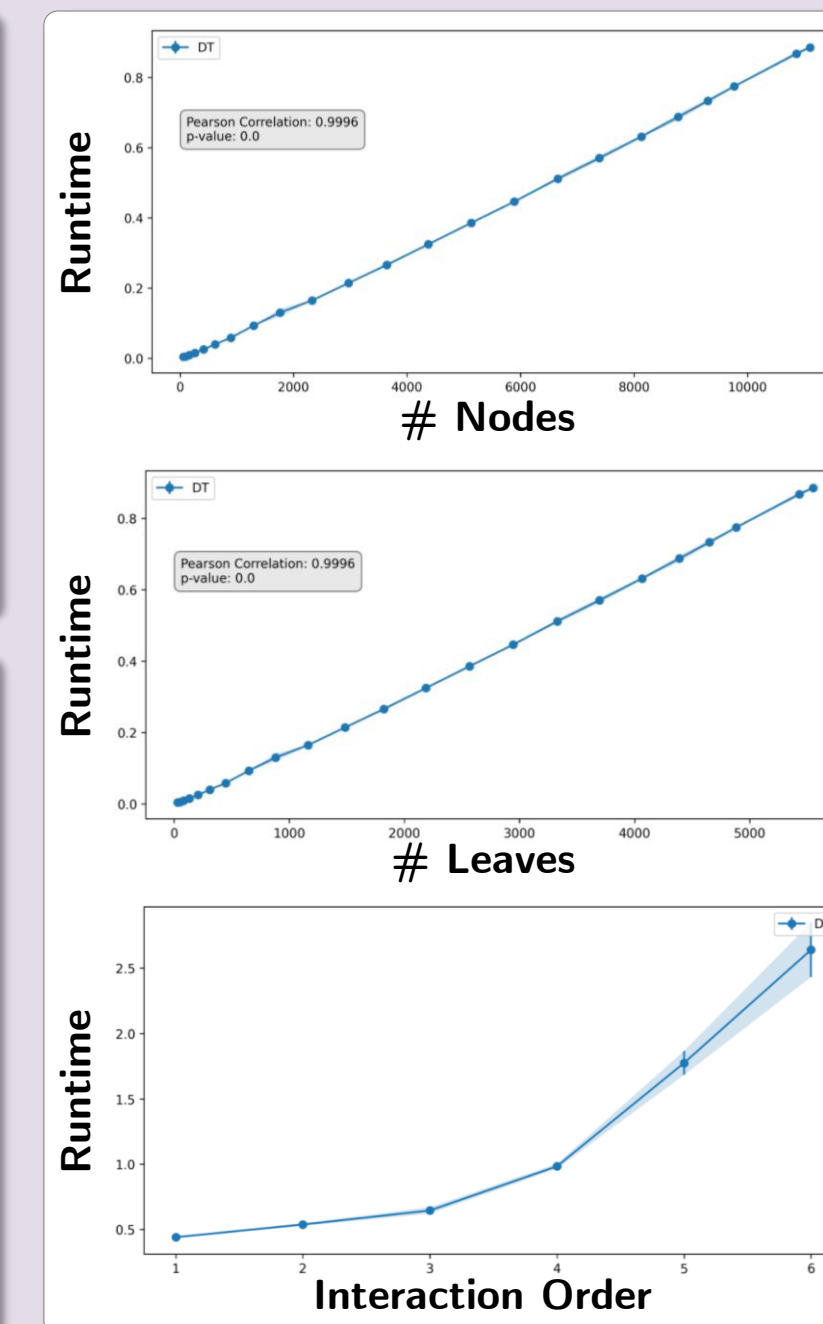 DT
Pearson Correlation: 0.9996
p-value: 0.0
Runtime
0.8
0.6
0.4
0.2
0.0
0 2000 4000 6000 8000 10000
# Nodes
DT
Pearson Correlation: 0.9996
p-value: 0.0
Runtime
0.8
0.6
0.4
0.2
0.0
0 1000 2000 3000 4000 5000
# Leaves
D
Runtime
2.5
2.0
1.5
1.0
0.5
1 2 3 4 5 6
Interaction Order